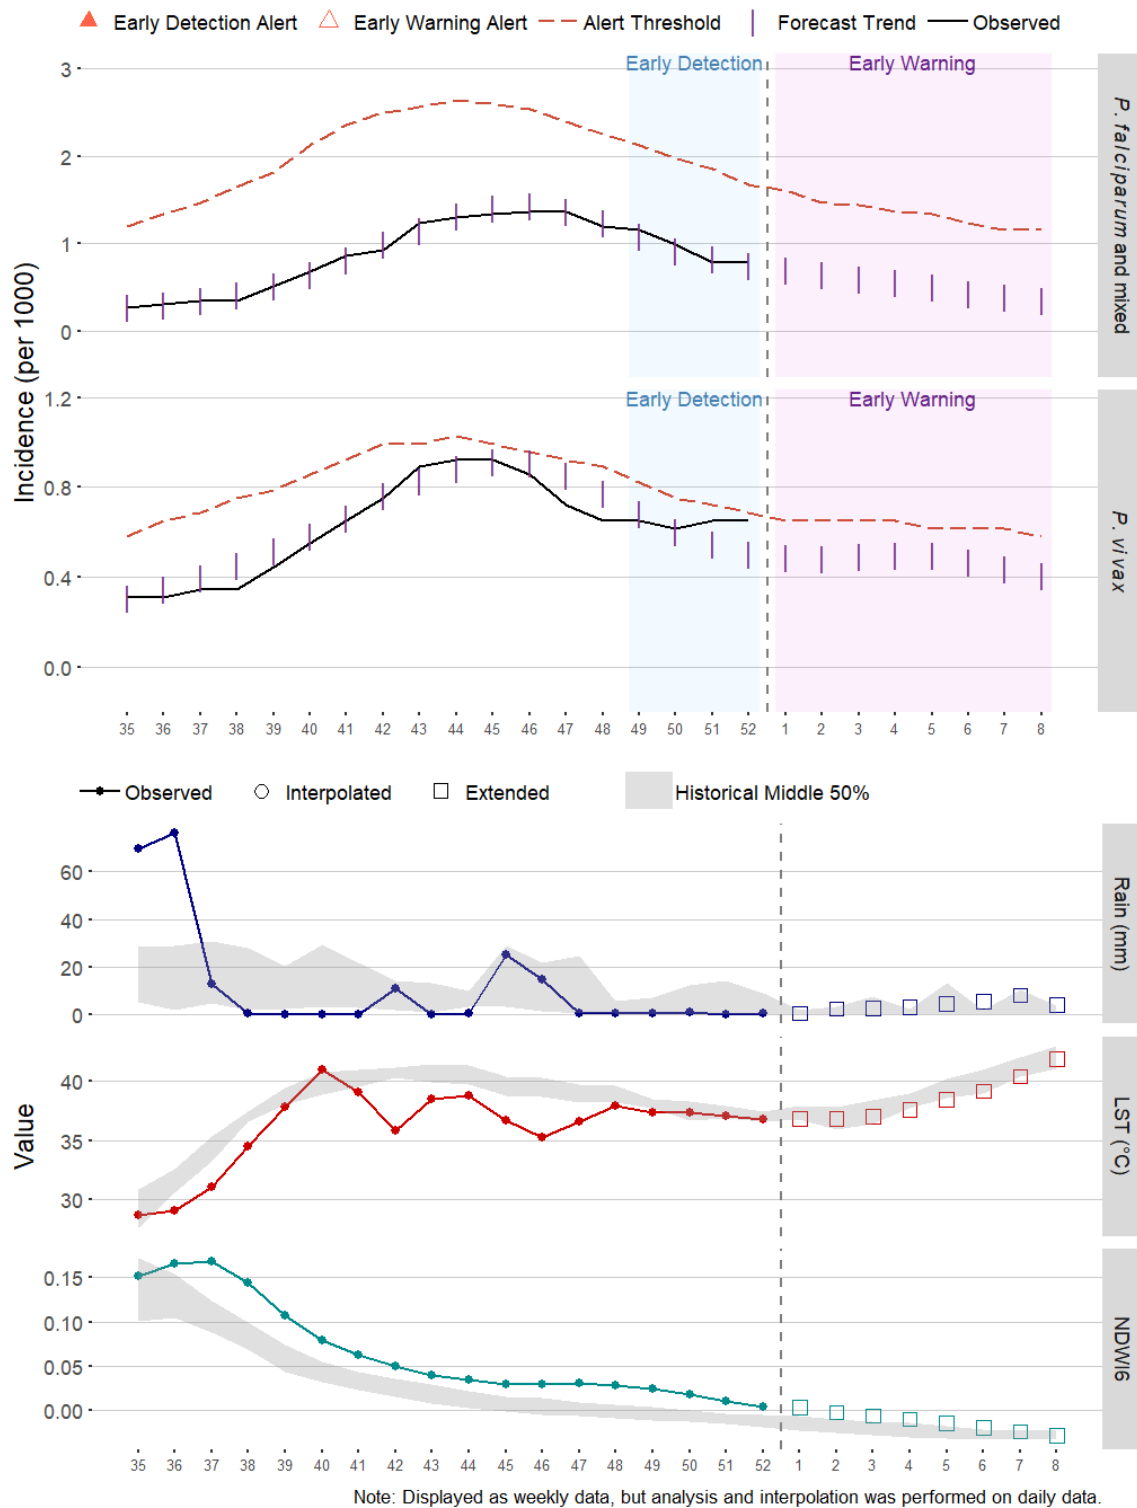 Early Detection Alert Early Warning Alert Alert Threshold Forecast Trend Observed
Early Detection Early Warning
3
2
1
0
P. falciparum and mixed
Early Detection Early Warning
1.2
0.8
0.4
0.0
P. vivax
Incidence (per 1000)
35 36 37 38 39 40 41 42 43 44 45 46 47 48 49 50 51 52 1 2 3 4 5 6 7 8
Observed Interpolated Extended Historical Middle 50%
60
40
20
0
Rain (mm)
40
35
30
LST (°C)
Value
0.15
0.10
0.05
0.00
NDWI6
35 36 37 38 39 40 41 42 43 44 45 46 47 48 49 50 51 52 1 2 3 4 5 6 7 8
Note: Displayed as weekly data, but analysis and interpolation was performed on daily data.